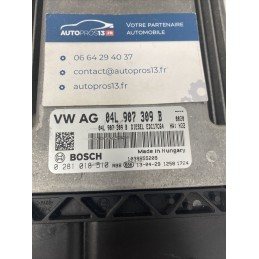 AUTOPROS13.FR
VOTRE PARTENAIRE
AUTOMOBILE
06 64 29 40 37
contact@autopros13.fr
autopros13.fr
VW AG 04L 907 309 B
04L 907 309 B DIESEL EDC17C64
Made in Hungary
1039S55205
BOSCH
0 281 018 510